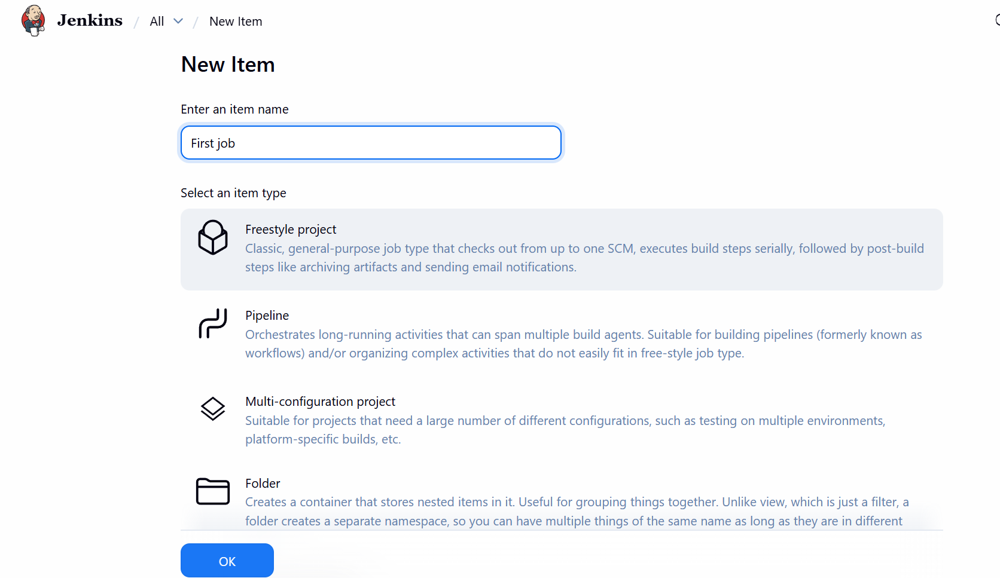 Jenkins / All / New Item
New Item
Enter an item name
First job
Select an item type
Freestyle project
Classic, general-purpose job type that checks out from up to one SCM, executes build steps serially, followed by post-build
steps like archiving artifacts and sending email notifications.
Pipeline
Orchestrates long-running activities that can span multiple build agents. Suitable for building pipelines (formerly known as
workflows) and/or organizing complex activities that do not easily fit in free-style job type.
Multi-configuration project
Suitable for projects that need a large number of different configurations, such as testing on multiple environments,
platform-specific builds, etc.
Folder
Creates a container that stores nested items in it. Useful for grouping things together. Unlike view, which is just a filter, a
folder creates a separate namespace, so you can have multiple things of the same name as long as they are in different
OK